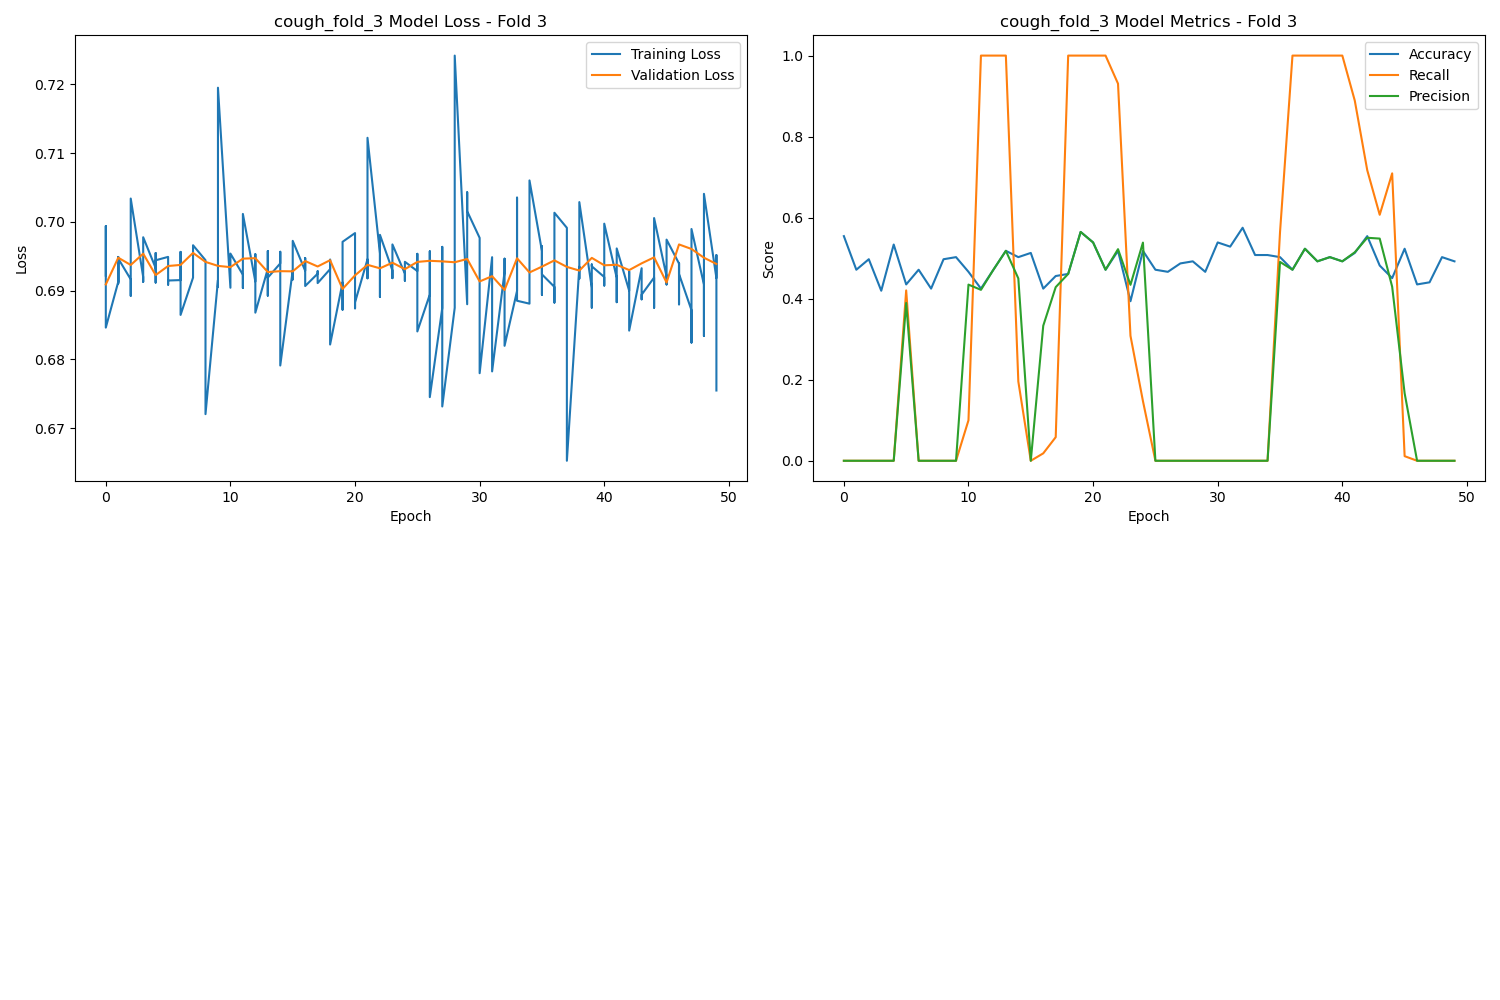 cough_fold_3 Model Loss - Fold 3
Training Loss
Validation Loss
0.72
0.71
0.70
0.69
0.68
0.67
Loss
0 10 20 30 40 50
Epoch
cough_fold_3 Model Metrics - Fold 3
Accuracy
Recall
Precision
1.0
0.8
0.6
0.4
0.2
0.0
Score
0 10 20 30 40 50
Epoch